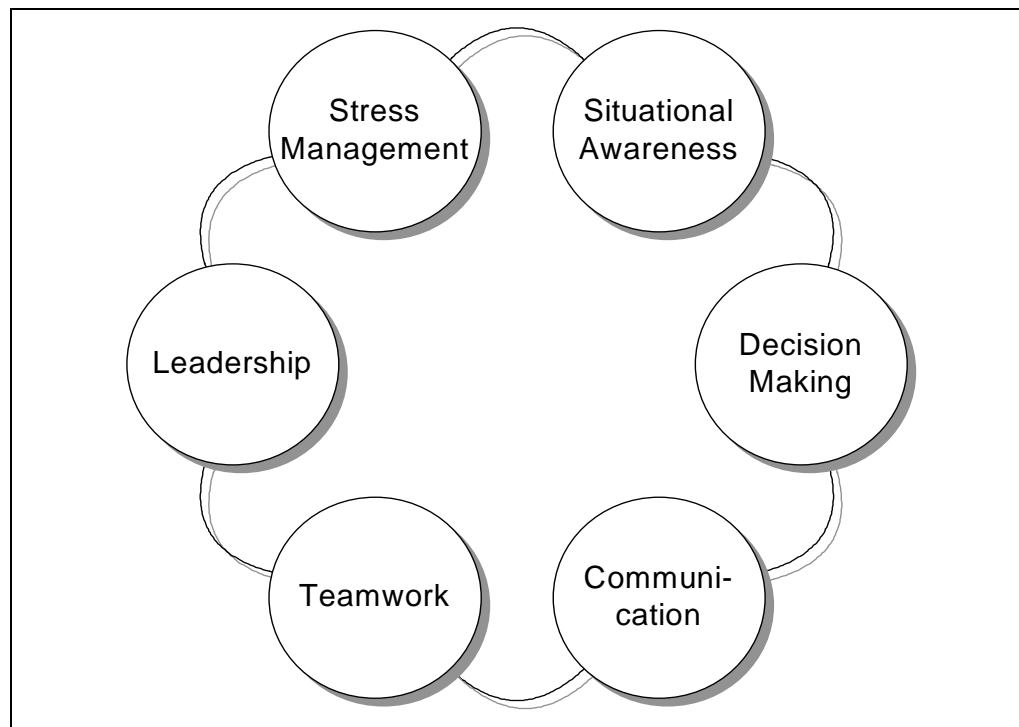 Stress
Management
Situational
Awareness
Leadership
Decision
Making
Teamwork
Communi-
cation